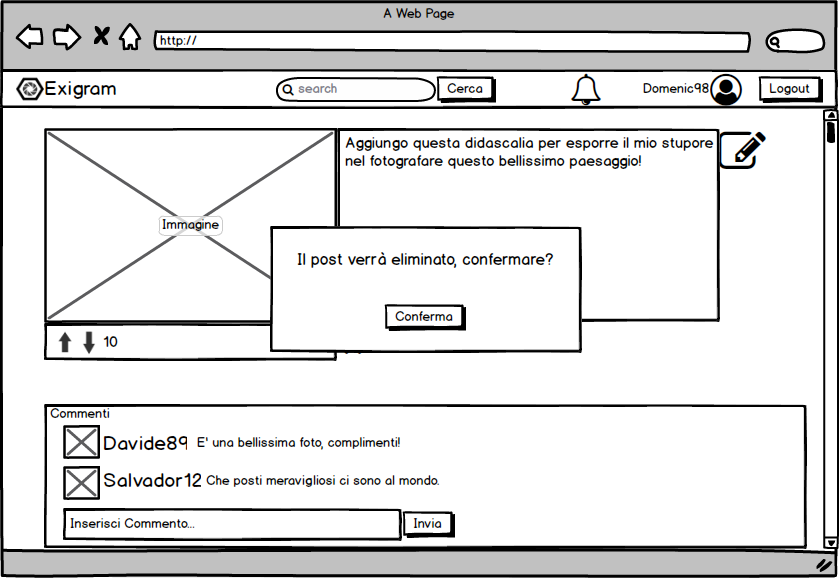 A Web Page
http://
Exigram
search
Cerca
Domenic98
Logout
Immagine
Aggiungo questa didascalia per esporre il mio stupore
nel fotografare questo bellissimo paesaggio!
Il post verrà eliminato, confermare?
Conferma
10
Commenti
Davide89 E' una bellissima foto, complimenti!
Salvador12 Che posti meravigliosi ci sono al mondo.
Inserisci Commento...
Invia